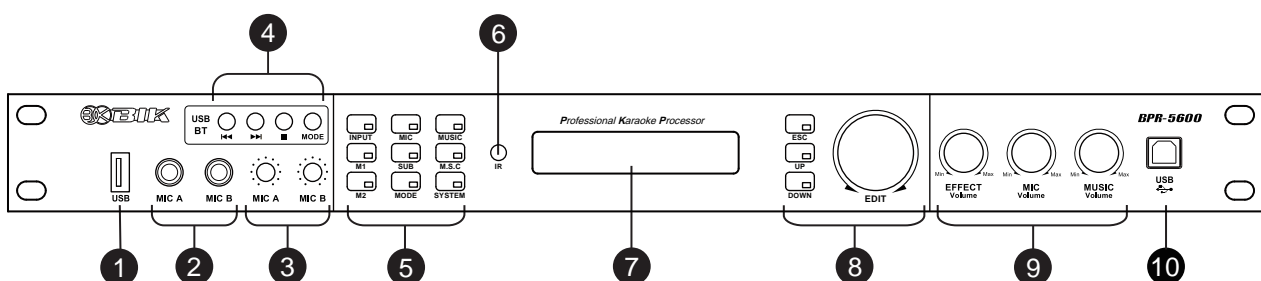 4
6
BIK
USB
BT
MODE
Professional Karaoke Processor
BPR-5600
INPUT MIC MUSIC
ESC
M1 SUB M.S.C
IR
UP
M2 MODE SYSTEM
DOWN
EDIT
Min Max Min Max Min Max
EFFECT
Volume
MIC
Volume
MUSIC
Volume
USB
USB
MIC A MIC B MIC A MIC B
1 2 3 5 7 8 9 10